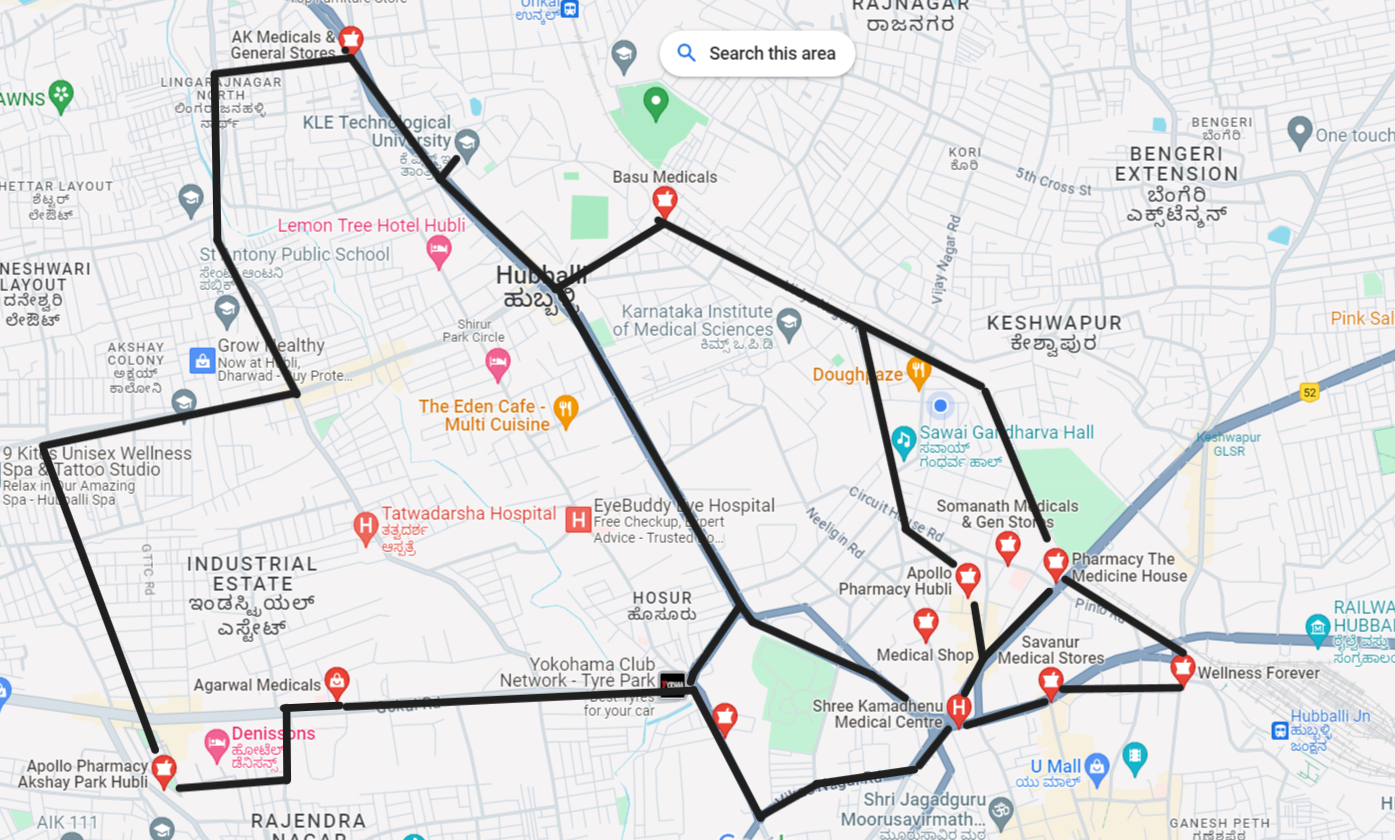 Top Furniture Store
Unkal
ಉಣಕಲ್
RAJNAGAR
ರಾಜನಗರ
Search this area
AK Medicals &
General Stores
LINGARAJNAGAR
NORTH
AWNS
KLE Technological
University
BENGERI
ಬೆಂಗೆರಿ
One touch
BENGERI
EXTENSION
ಬೆಂಗೆರಿ
ಎಕ್ಸ್‌ಟೆನ್ಶನ್
KORI
ಕೊರಿ
5th Cross St
Basu Medicals
HETTAR LAYOUT
ಶೆಟ್ಟರ್
ಲೇಔಟ್
Lemon Tree Hotel Hubli
St Antony Public School
ಸೇಂಟ್ ಆಂಟನಿ
ಪಬ್ಲಿಕ್
Vijay Nagar Rd
NESHWARI
LAYOUT
ದನೇಶ್ವರಿ
ಲೇಔಟ್
Hubballi
ಹುಬ್ಬಳ್ಳಿ
Karnataka Institute
of Medical Sciences
ಕಿಮ್ಸ್ ಒ.ಪಿ.ಡಿ
KESHWAPUR
ಕೇಶ್ವಾಪುರ
Pink Sal
Shirur
Park Circle
AKSHAY
COLONY
ಅಕ್ಷಯ್
ಕಾಲೋನಿ
Grow Healthy
Now at Hubli,
Dharwad - Buy Prote...
Doughpaze
52
The Eden Cafe -
Multi Cuisine
Sawai Gandharva Hall
ಸವಾಯ್
ಗಂಧರ್ವ ಹಾಲ್
Keshwapur
GLSR
9 Kites Unisex Wellness
Spa & Tattoo Studio
Relax in Our Amazing
Spa - Hubballi Spa
Tatwadarsha Hospital
ತತ್ವದರ್ಶ
ಆಸ್ಪತ್ರೆ
EyeBuddy Eye Hospital
Free Checkup, Expert
Advice - Trusted
Circuit House Rd
Neeligin Rd
Somanath Medicals
& Gen Stores
GTTC Rd
INDUSTRIAL
ESTATE
ಇಂಡಸ್ಟ್ರಿಯಲ್
ಎಸ್ಟೇಟ್
Apollo
Pharmacy Hubli
Pharmacy The
Medicine House
HOSUR
ಹೊಸೂರು
Pinto Rd
RAILWA
HUBBAL
Medical Shop
Savanur
Medical Stores
Wellness Forever
Yokohama Club
Network - Tyre Park
Best Tyres
for your car
Agarwal Medicals
Gokul Rd
Shree Kamadhenu
Medical Centre
Hubballi Jn
ಹುಬ್ಬಳ್ಳಿ
ಜಂಕ್ಷನ್
Denissons
ಹೋಟೆಲ್
ಡೆನಿಸನ್ಸ್
Apollo Pharmacy
Akshay Park Hubli
U Mall
ಯು ಮಾಲ್
Shri Jagadguru
Moorusavirmath...
AIK 111
RAJENDRA
NAGAR
GANESH PETH
ಗಣೇಶಪೇಠ